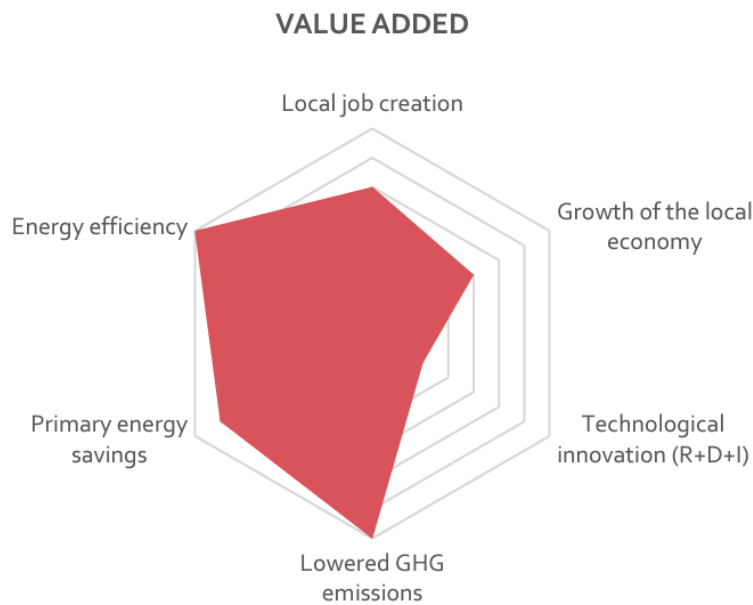 VALUE ADDED
Local job creation
Energy efficiency
Growth of the local
economy
Primary energy
savings
Technological
innovation (R+D+I)
Lowered GHG
emissions